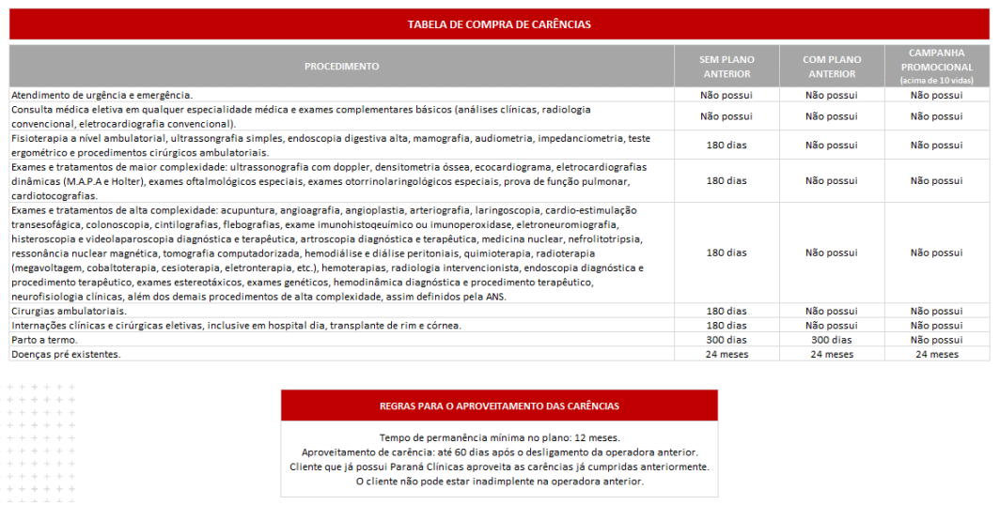 TABELA DE COMPRA DE CARÊNCIAS
PROCEDIMENTO
SEM PLANO
ANTERIOR
COM PLANO
ANTERIOR
CAMPANHA
PROMOCIONAL
(acima de 10 vidas)
Atendimento de urgência e emergência.
Não possui
Não possui
Não possui
Consulta médica eletiva em qualquer especialidade médica e exames complementares básicos (análises clínicas, radiologia
convencional, eletrocardiografia convencional).
Não possui
Não possui
Não possui
Fisioterapia a nível ambulatorial, ultrassongrafia simples, endoscopia digestiva alta, mamografia, audiometria, impedanciometria, teste
ergométrico e procedimentos cirúrgicos ambulatoriais.
180 dias
Não possui
Não possui
Exames e tratamentos de maior complexidade: ultrassonografia com doppler, densitometria óssea, ecocardiograma, eletrocardiografias
dinâmicas (M.A.P.A e Holter), exames oftalmológicos especiais, exames otorrinolaringológicos especiais, prova de função pulmonar,
cardiotocografias.
180 dias
Não possui
Não possui
Exames e tratamentos de alta complexidade: acupuntura, angioagrafia, angioplastia, arteriografia, laringoscopia, cardio-estimulação
transesofágica, colonoscopia, cintilografias, flebografias, exame imunohistoqeuímico ou imunoperoxidase, eletroneuromiografia,
histeroscopia e videolaparoscopia diagnóstica e terapêutica, artroscopia diagnóstica e terapêutica, medicina nuclear, nefrolitotripsia,
ressonância nuclear magnética, tomografia computadorizada, hemodiálise e diálise peritoniais, quimioterapia, radioterapia
(megavoltagem, cobaltoterapia, cesioterapia, eletronterapia, etc.), hemoterapias, radiologia intervencionista, endoscopia diagnóstica e
procedimento terapêutico, exames estereotáxicos, exames genéticos, hemodinâmica diagnóstica e procedimento terapêutico,
neurofisiologia clínicas, além dos demais procedimentos de alta complexidade, assim definidos pela ANS.
180 dias
Não possui
Não possui
Cirurgias ambulatoriais.
180 dias
Não possui
Não possui
Internações clínicas e cirúrgicas eletivas, inclusive em hospital dia, transplante de rim e córnea.
180 dias
Não possui
Não possui
Parto a termo.
300 dias
300 dias
Não possui
Doenças pré existentes.
24 meses
24 meses
24 meses
REGRAS PARA O APROVEITAMENTO DAS CARÊNCIAS
Tempo de permanência mínima no plano: 12 meses.
Aproveitamento de carência: até 60 dias após o desligamento da operadora anterior.
Cliente que já possui Paraná Clínicas aproveita as carências já cumpridas anteriormente.
O cliente não pode estar inadimplente na operadora anterior.